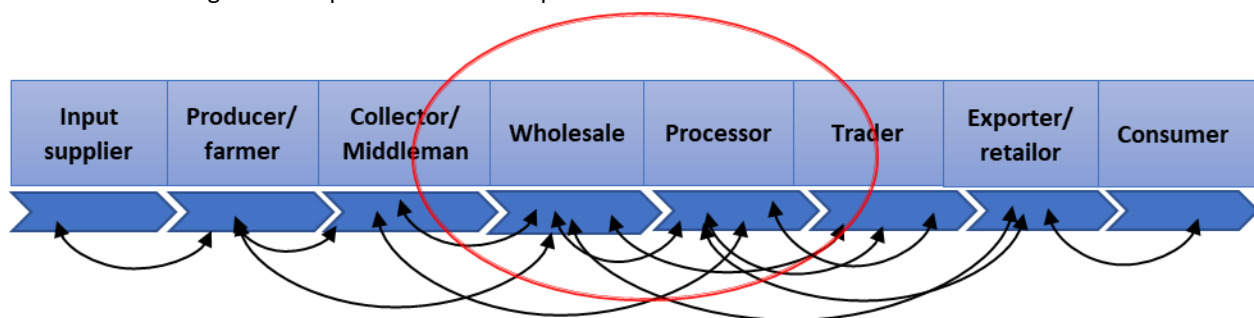 Input
supplier
Producer/
farmer
Collector/
Middleman
Wholesale
Processor
Trader
Exporter/
retailor
Consumer